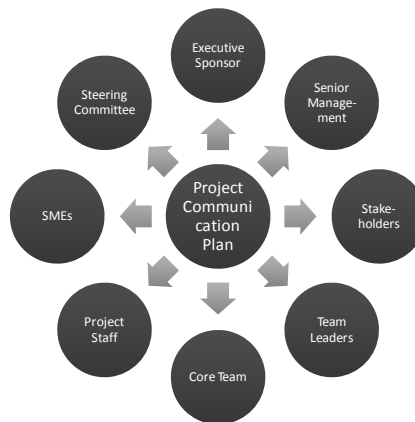 Executive
Sponsor
Steering
Committee
Senior
Manage-
ment
SMEs
Project
Communi
cation
Plan
Stake-
holders
Project
Staff
Team
Leaders
Core Team